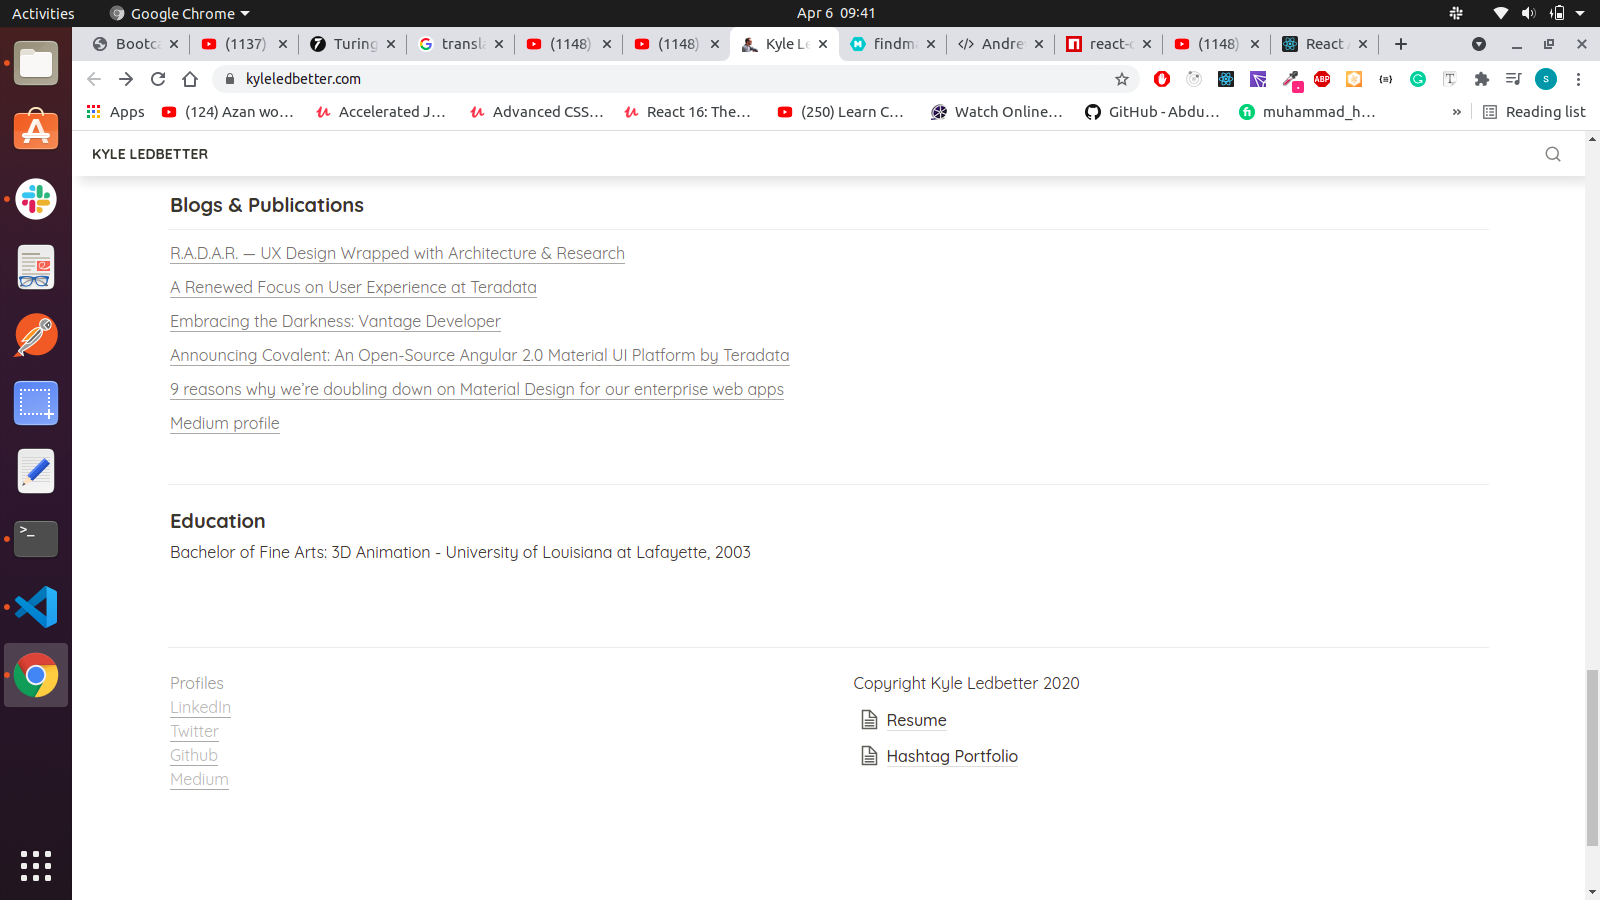 Activities
Google Chrome
Apr 6 09:41
Bootca
(1137)
Turing
transla
(1148)
(1148)
Kyle Le
findma
Andre
react-c
(1148)
React A
kyleledbetter.com
S
ABP
Apps
(124) Azan wo...
Accelerated J...
Advanced CSS...
React 16: The...
(250) Learn C...
Watch Online...
GitHub - Abdu...
muhammad_h...
»
Reading list
KYLE LEDBETTER
Blogs & Publications
R.A.D.A.R. — UX Design Wrapped with Architecture & Research
A Renewed Focus on User Experience at Teradata
Embracing the Darkness: Vantage Developer
Announcing Covalent: An Open-Source Angular 2.0 Material UI Platform by Teradata
9 reasons why we're doubling down on Material Design for our enterprise web apps
Medium profile
Education
Bachelor of Fine Arts: 3D Animation - University of Louisiana at Lafayette, 2003
Profiles
LinkedIn
Twitter
Github
Medium
Copyright Kyle Ledbetter 2020
Resume
Hashtag Portfolio